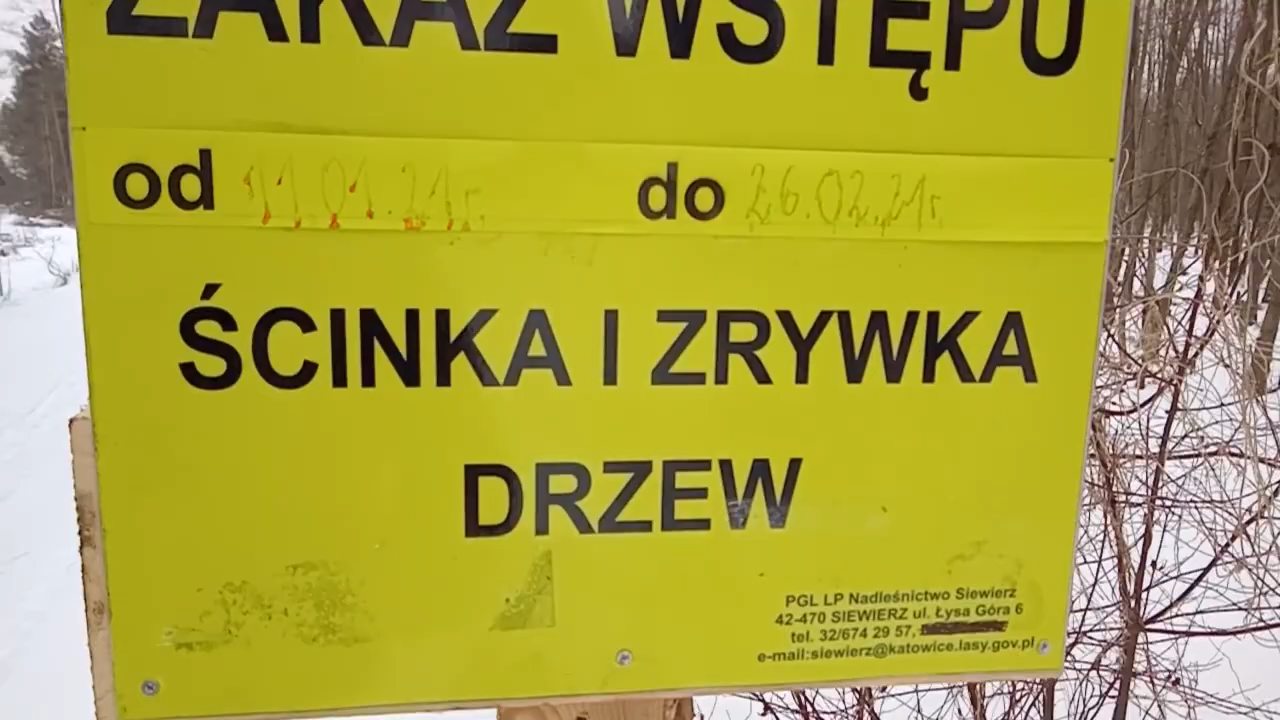 ZAKAZ WSTĘPU
od 11.01.21r. do 26.02.21r.
ŚCINKA I ZRYWKA
DRZEW
PGL LP Nadleśnictwo Siewierz
42-470 SIEWIERZ ul. Łysa Góra 6
tel. 32/674 29 57,
e-mail:siewierz@katowice.lasy.gov.pl